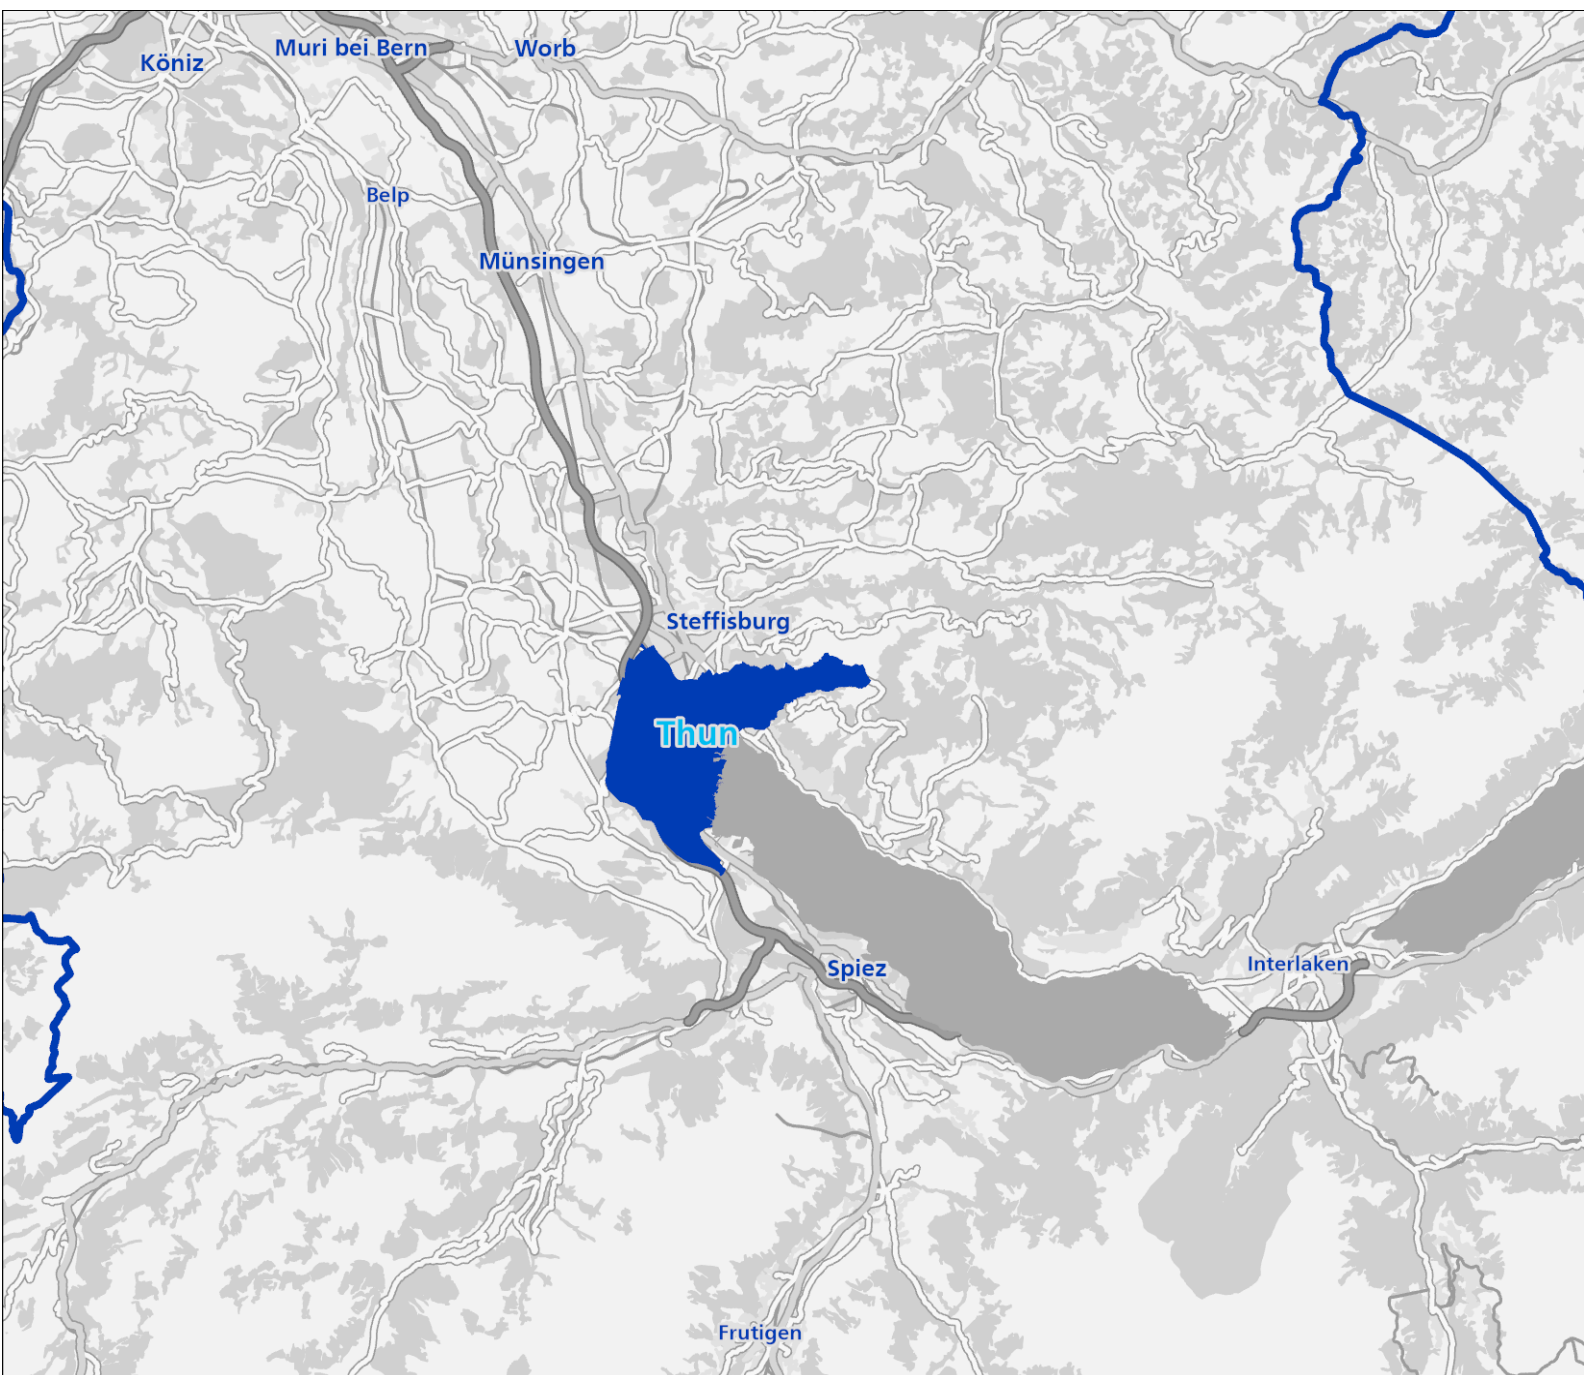 Muri bei Bern
Worb
Köniz
Belp
Münsingen
Steffisburg
Thun
Spiez
Interlaken
Frutigen